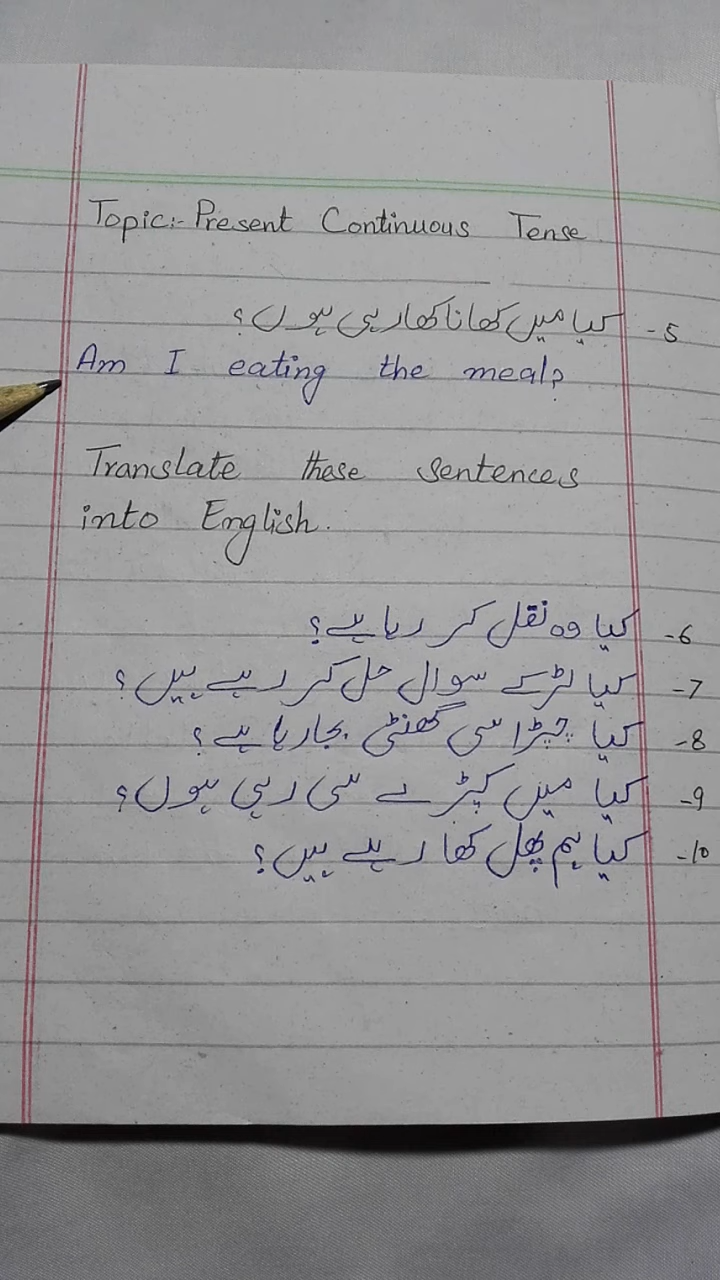 Topic:- Present Continuous Tense.
5- کیا میں کھانا کھا رہی ہوں؟
Am I eating the meal?
Translate these sentences
into English.
6- کیا وہ نقل کر رہا ہے؟
7- کیا لڑکے سوال حل کر رہے ہیں؟
8- کیا چپڑاسی گھنٹی بجا رہا ہے؟
9- کیا میں کپڑے سی رہی ہوں؟
10- کیا ہم پھل کھا رہے ہیں؟